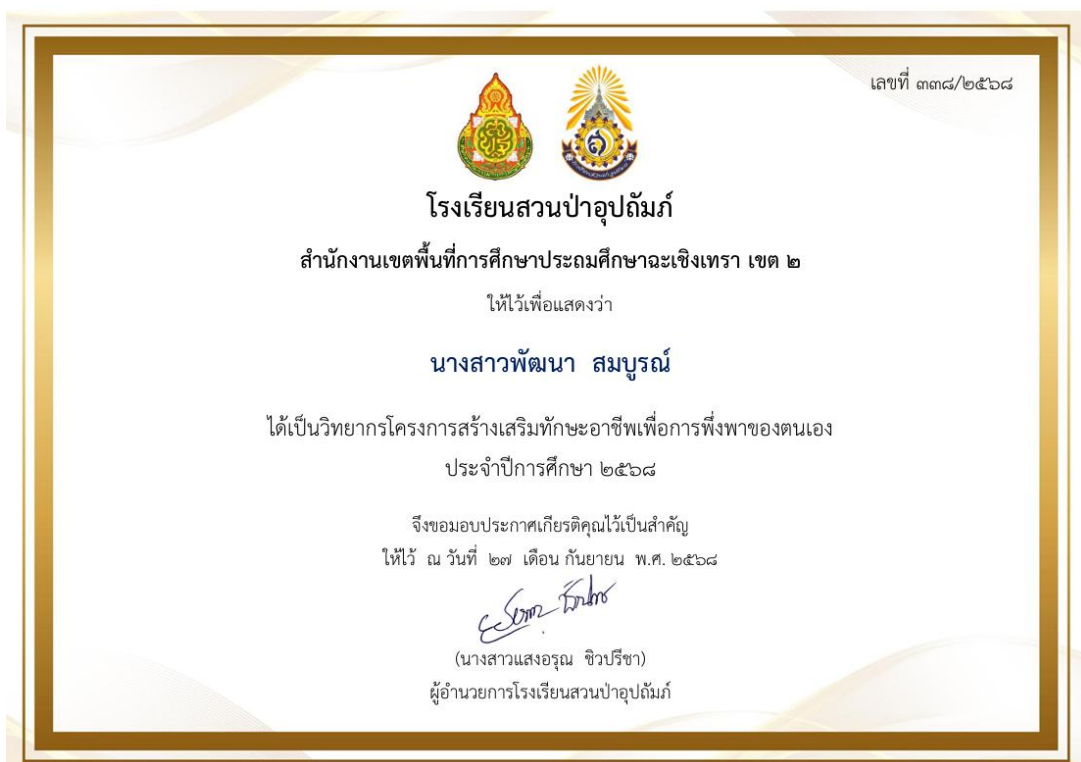 เลขที่ ๓๓๘/๒๕๖๘
โรงเรียนสวนป่าอุปถัมภ์
สำนักงานเขตพื้นที่การศึกษาประถมศึกษาฉะเชิงเทรา เขต ๒
ให้ไว้เพื่อแสดงว่า
นางสาวพัฒนา สมบูรณ์
ได้เป็นวิทยากรโครงการสร้างเสริมทักษะอาชีพเพื่อการพึ่งพาของตนเอง
ประจำปีการศึกษา ๒๕๖๘
จึงขอมอบประกาศเกียรติคุณไว้เป็นสำคัญ
ให้ไว้ ณ วันที่ ๒๗ เดือน กันยายน พ.ศ. ๒๕๖๘
(นางสาวแสงอรุณ ชิวปรีชา)
ผู้อำนวยการโรงเรียนสวนป่าอุปถัมภ์